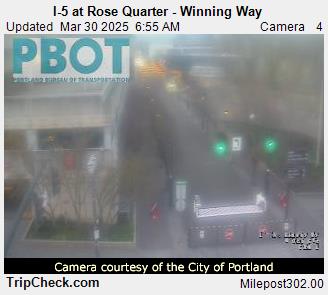 I-5 at Rose Quarter - Winning Way
Updated Mar 30 2025 6:55 AM Camera 4
PBOT
PORTLAND BUREAU OF TRANSPORTATION
Camera courtesy of the City of Portland
TripCheck.com Milepost302.00